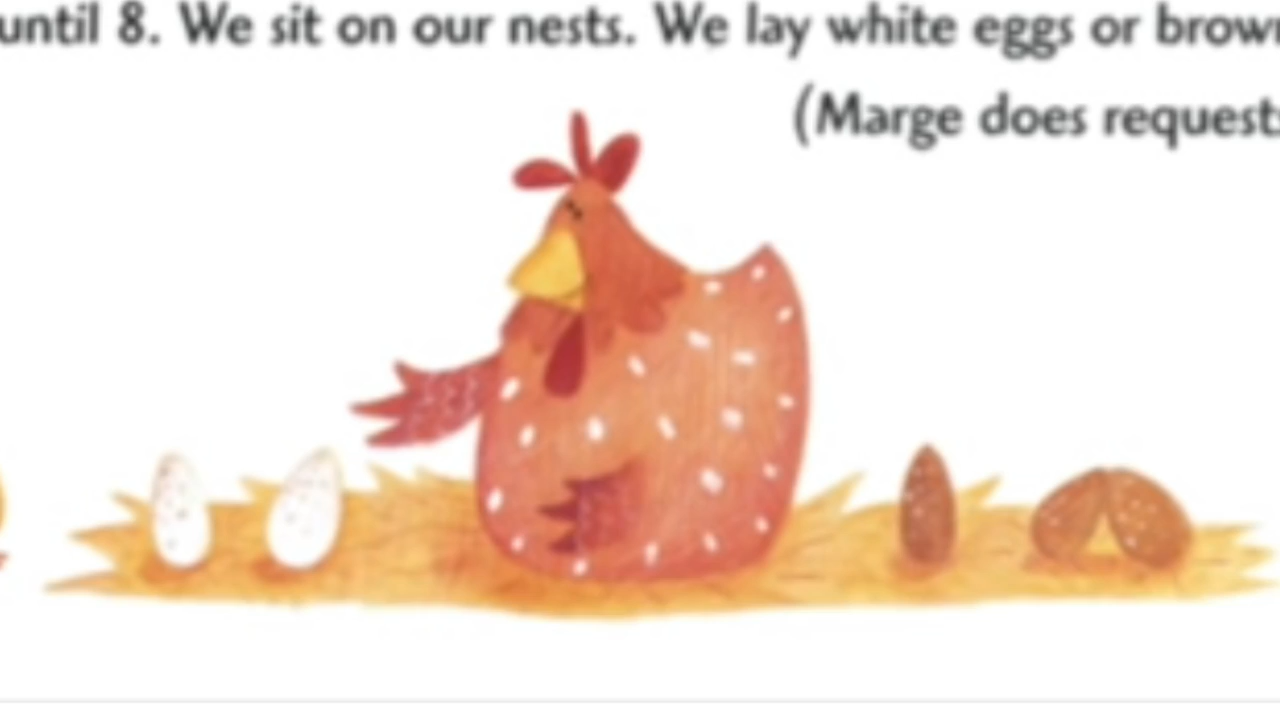 until 8. We sit on our nests. We lay white eggs or brown
(Marge does requests